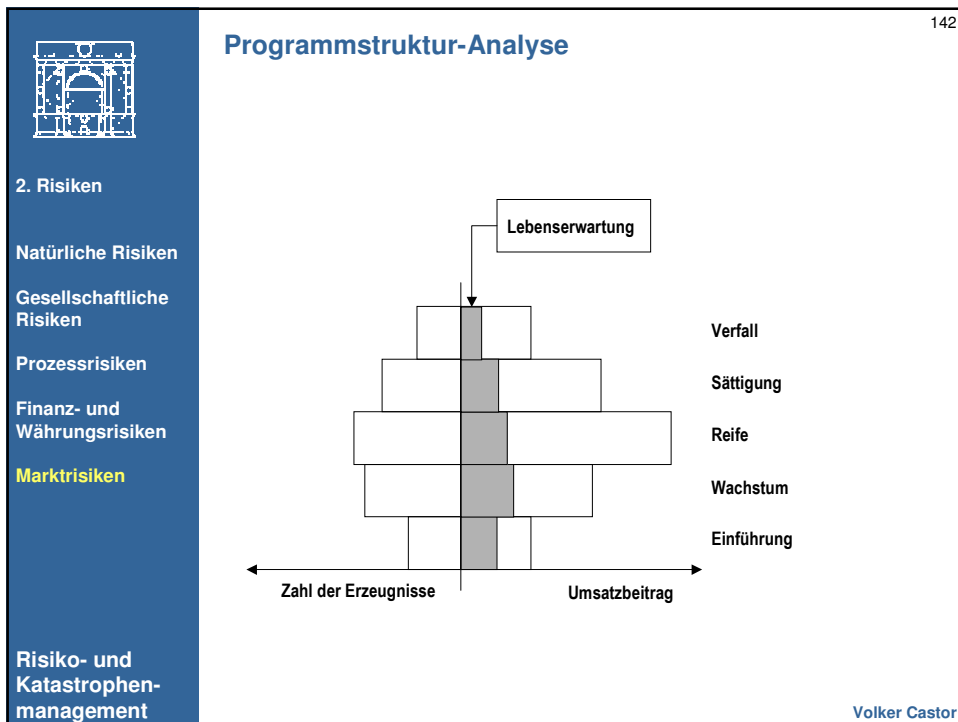 142
Programmstruktur-Analyse
2. Risiken
Natürliche Risiken
Gesellschaftliche
Risiken
Prozessrisiken
Finanz- und
Währungsrisiken
Marktrisiken
Lebenserwartung
Verfall
Sättigung
Reife
Wachstum
Einführung
Zahl der Erzeugnisse
Umsatzbeitrag
Risiko- und
Katastrophen-
management
Volker Castor